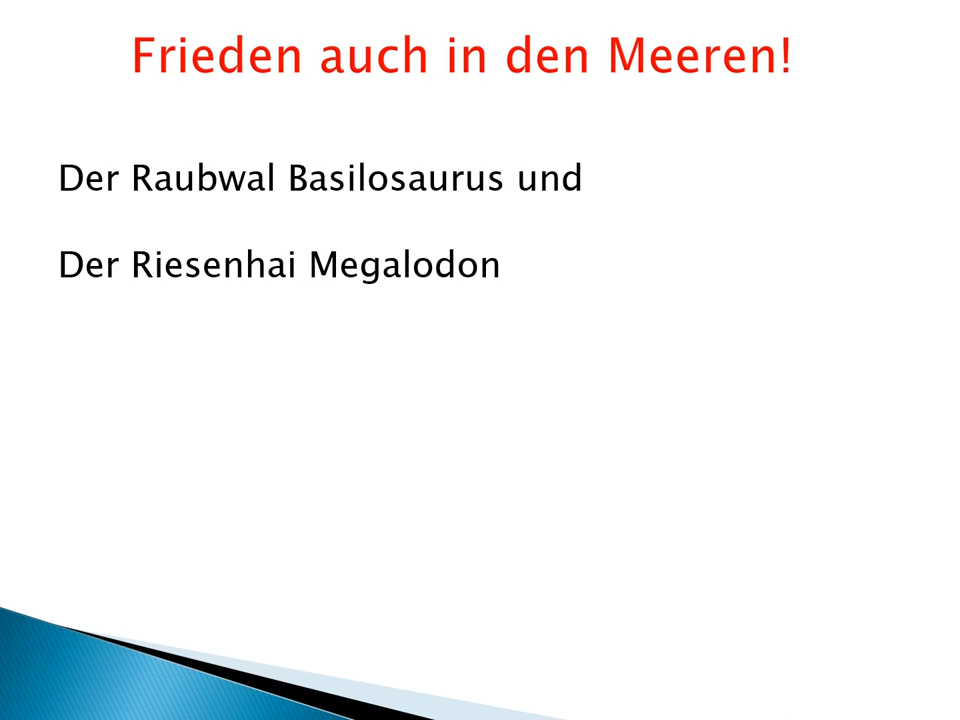 Frieden auch in den Meeren!
Der Raubwal Basilosaurus und
Der Riesenhai Megalodon